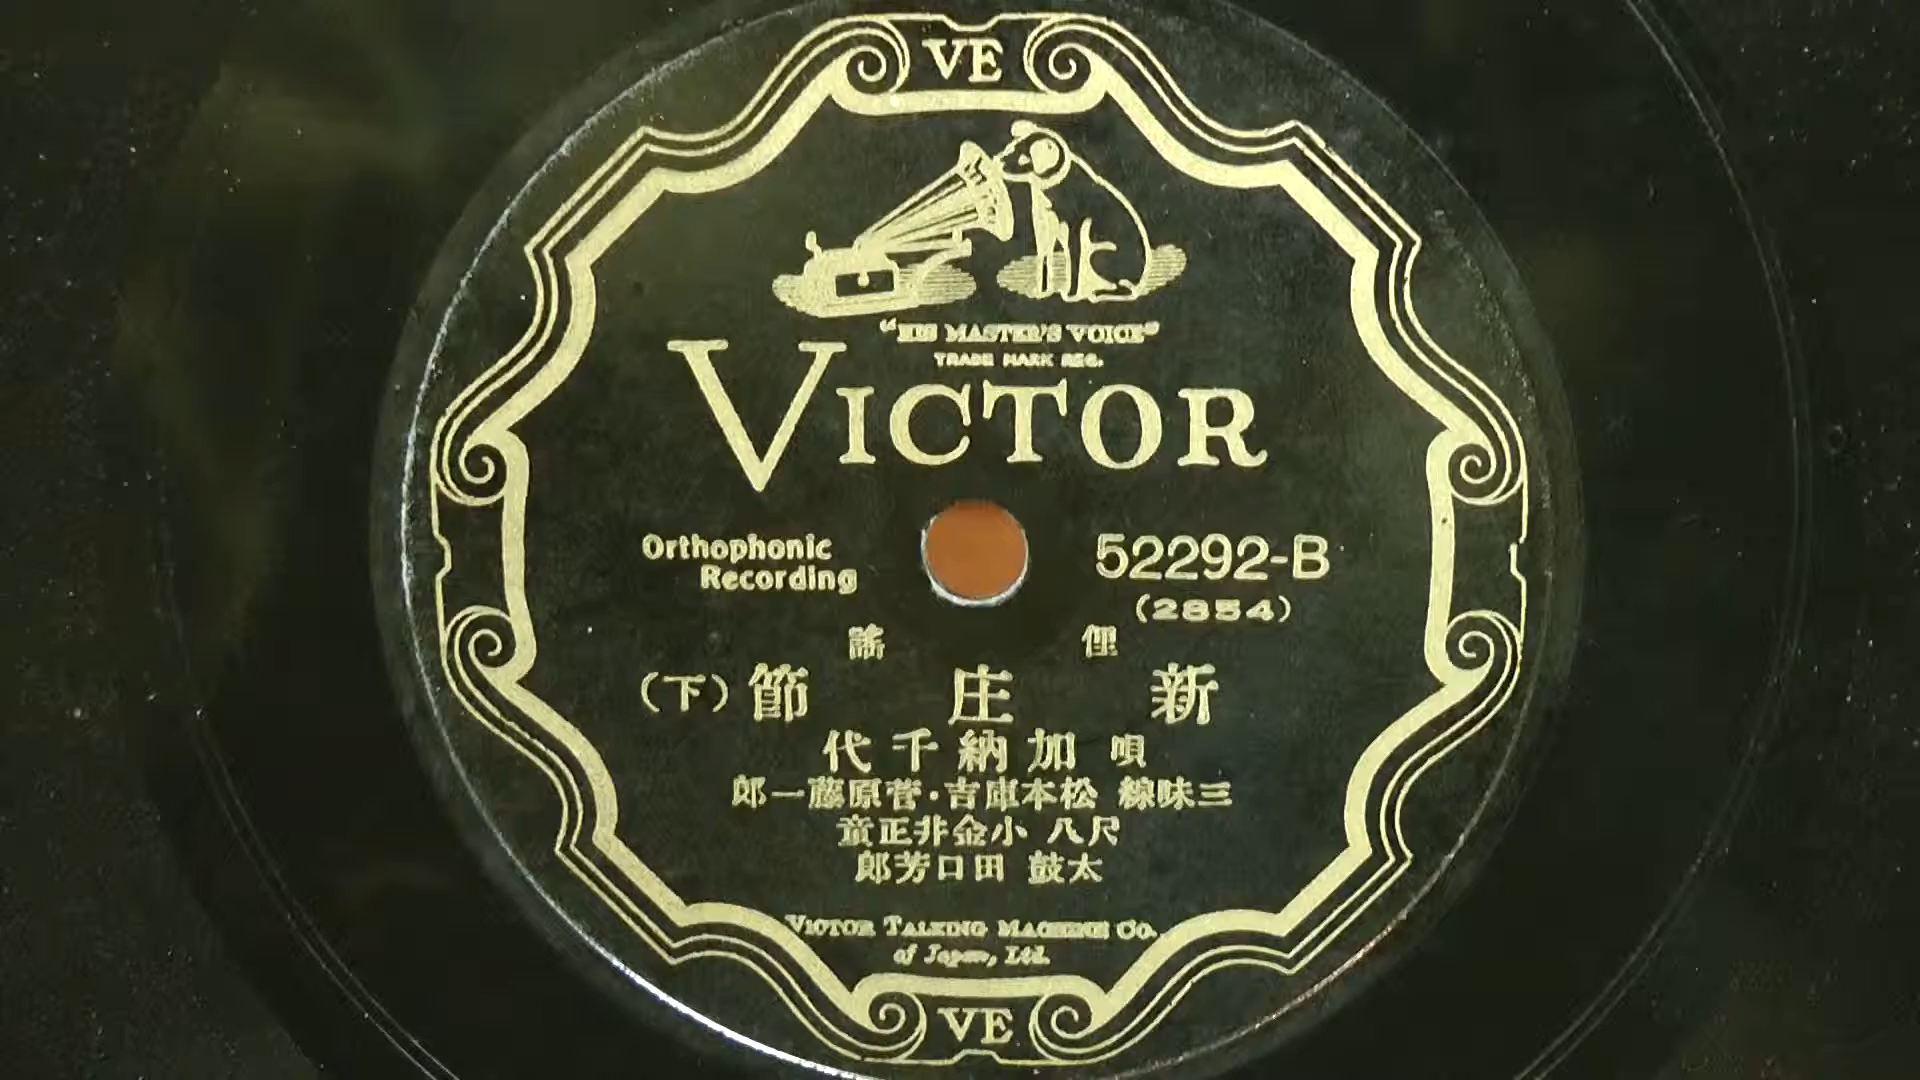 VE
"HIS MASTER'S VOICE"
TRADE MARK REG.
VICTOR
Orthophonic
Recording
52292-B
(2854)
俚謠
新庄節(下)
唄 加納千代
三味線 松本庫吉・菅原藤一郎
尺八 小金非正童
太鼓 田口芳郎
VICTOR TALKING MACHINE CO.
of Japan, Ltd.
VE